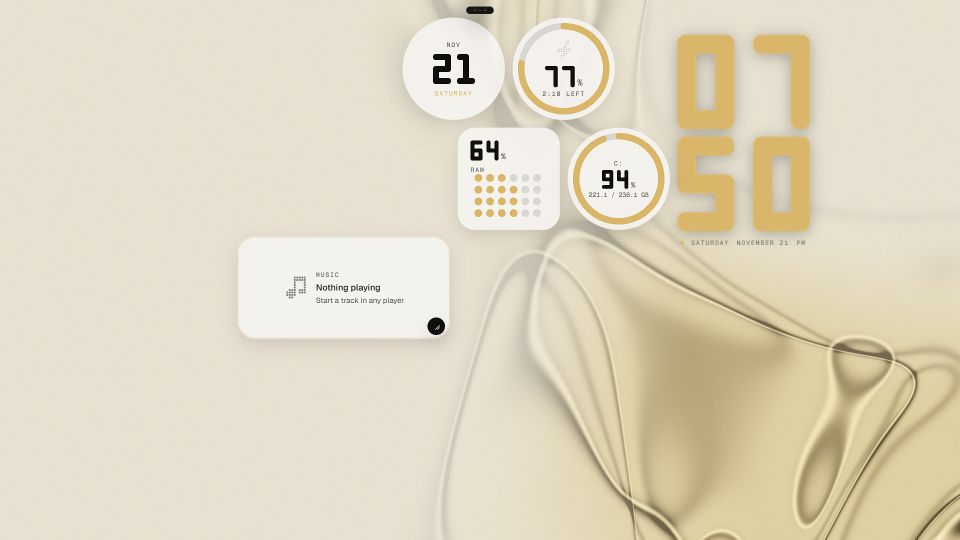 NOV
21
SATURDAY
77%
2:10 LEFT
07
50
64%
RAM
C:
94%
221.1 / 236.1 GB
SATURDAY NOVEMBER 21 PM
MUSIC
Nothing playing
Start a track in any player